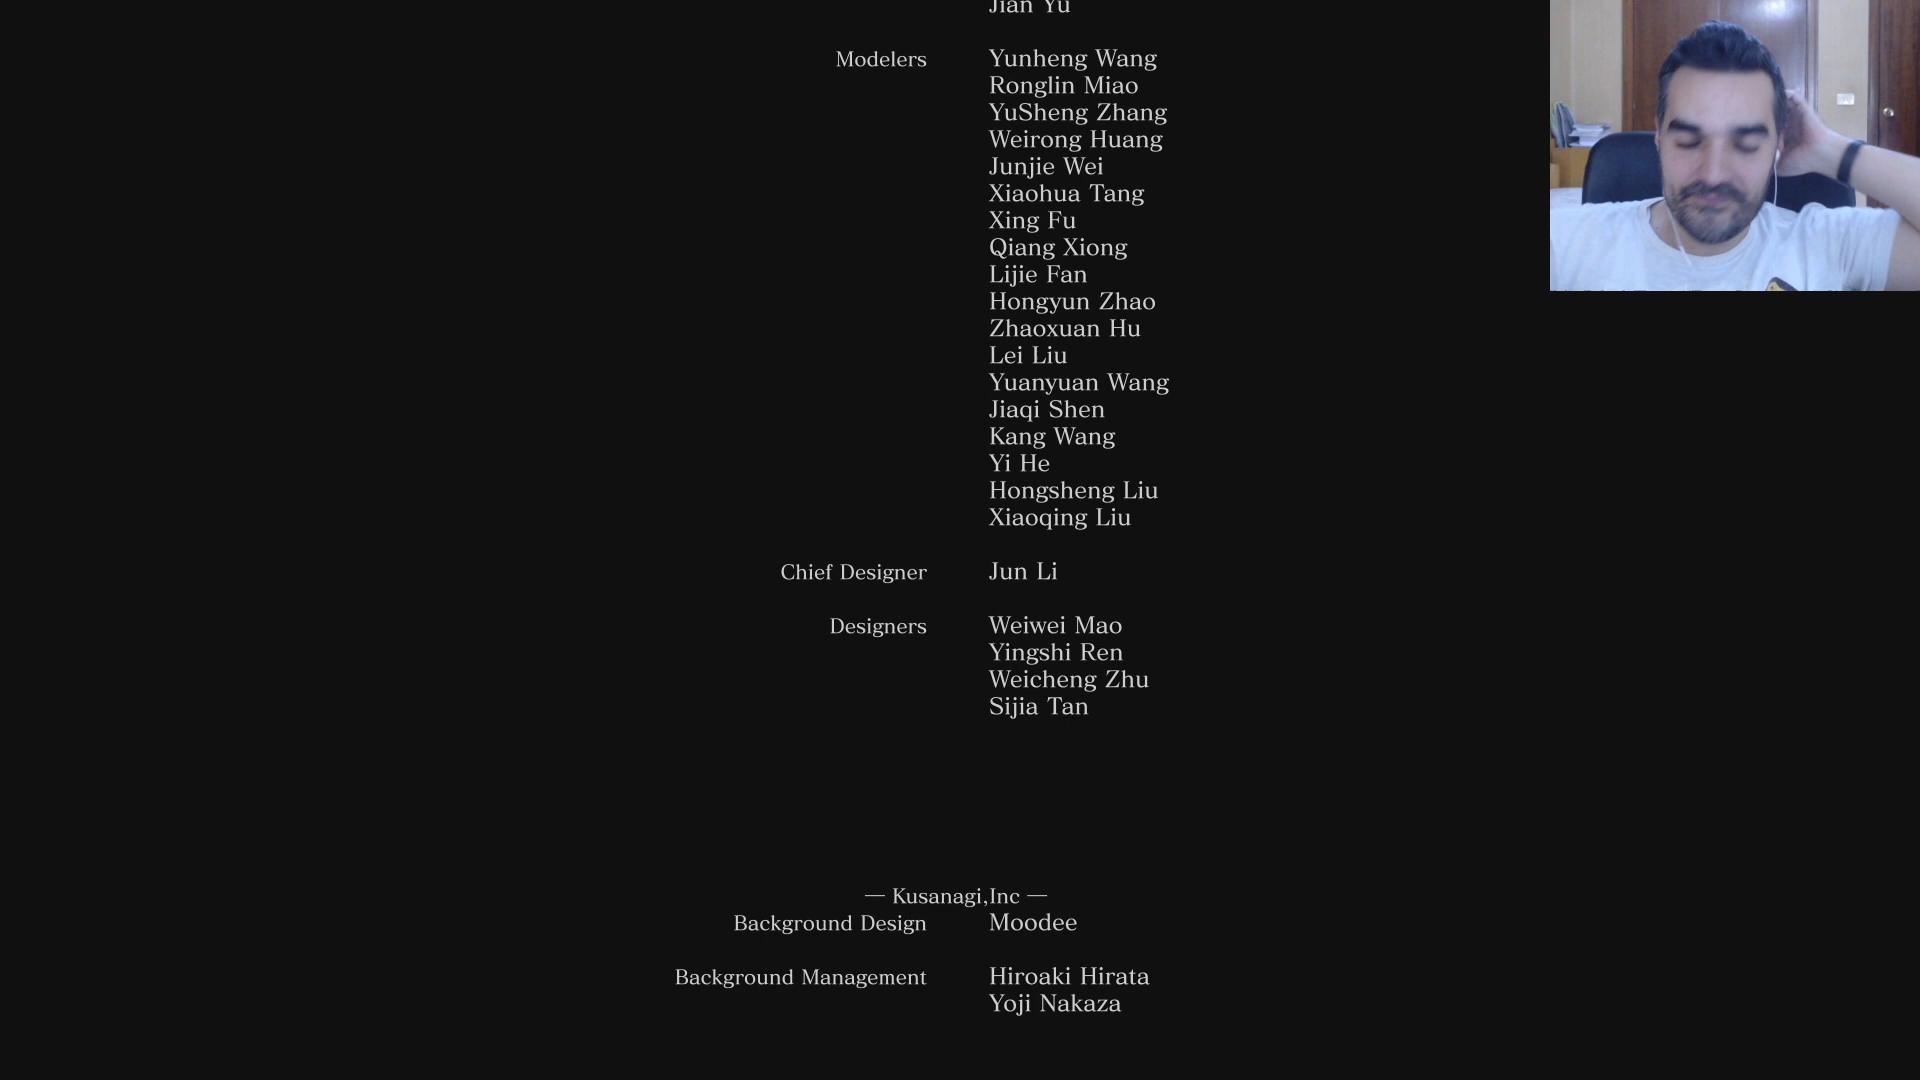 Jian Yu
Modelers Yunheng Wang
Ronglin Miao
YuSheng Zhang
Weirong Huang
Junjie Wei
Xiaohua Tang
Xing Fu
Qiang Xiong
Lijie Fan
Hongyun Zhao
Zhaoxuan Hu
Lei Liu
Yuanyuan Wang
Jiaqi Shen
Kang Wang
Yi He
Hongsheng Liu
Xiaoqing Liu
Chief Designer Jun Li
Designers Weiwei Mao
Yingshi Ren
Weicheng Zhu
Sijia Tan
— Kusanagi,Inc —
Background Design Moodee
Background Management Hiroaki Hirata
Yoji Nakaza